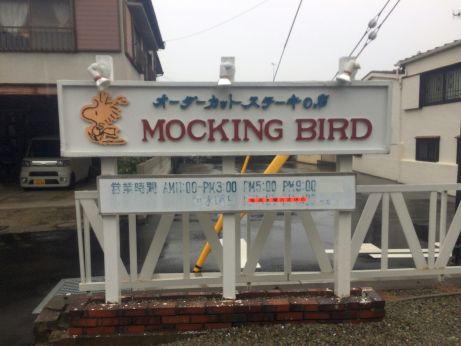 オーダーカットステーキの店
MOCKING BIRD
営業時間 AM11:00-PM3:00 PM5:00-PM9:00